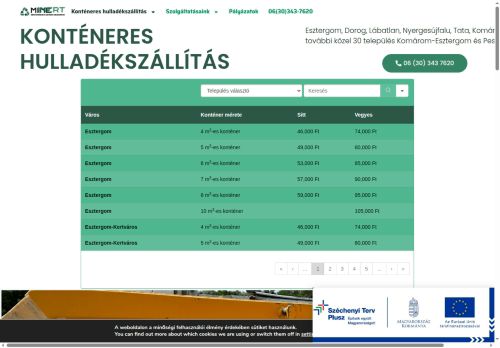 MINERT
Konténeres hulladékszállítás
Szolgáltatásaink
Pályázatok
06(30)343-7620
KONTÉNERES
HULLADÉKSZÁLLÍTÁS
Esztergom, Dorog, Lábatlan, Nyergesújfalu, Tata, Komár
további közel 30 település Komárom-Esztergom és Pes
06 (30) 343 7620
Település választó
Keresés
Város Konténer mérete Sitt Vegyes
Esztergom 4 m³-es konténer 46,000 Ft 74,000 Ft
Esztergom 5 m³-es konténer 49,000 Ft 80,000 Ft
Esztergom 6 m³-es konténer 53,000 Ft 85,000 Ft
Esztergom 7 m³-es konténer 57,000 Ft 90,000 Ft
Esztergom 8 m³-es konténer 59,000 Ft 95,000 Ft
Esztergom 10 m³-es konténer 105,000 Ft
Esztergom-Kertváros 4 m³-es konténer 46,000 Ft 74,000 Ft
Esztergom-Kertváros 5 m³-es konténer 49,000 Ft 80,000 Ft
« ‹ ... 1 2 3 4 5 ... › »
A weboldalon a minőségi felhasználói élmény érdekében sütiket használunk.
You can find out more about which cookies we are using or switch them off in sett
Széchenyi Terv
Plusz
Építsük együtt
Magyarországot!
MAGYARORSZÁG
KORMÁNYA
Az Európai Unió
társfinanszírozásával